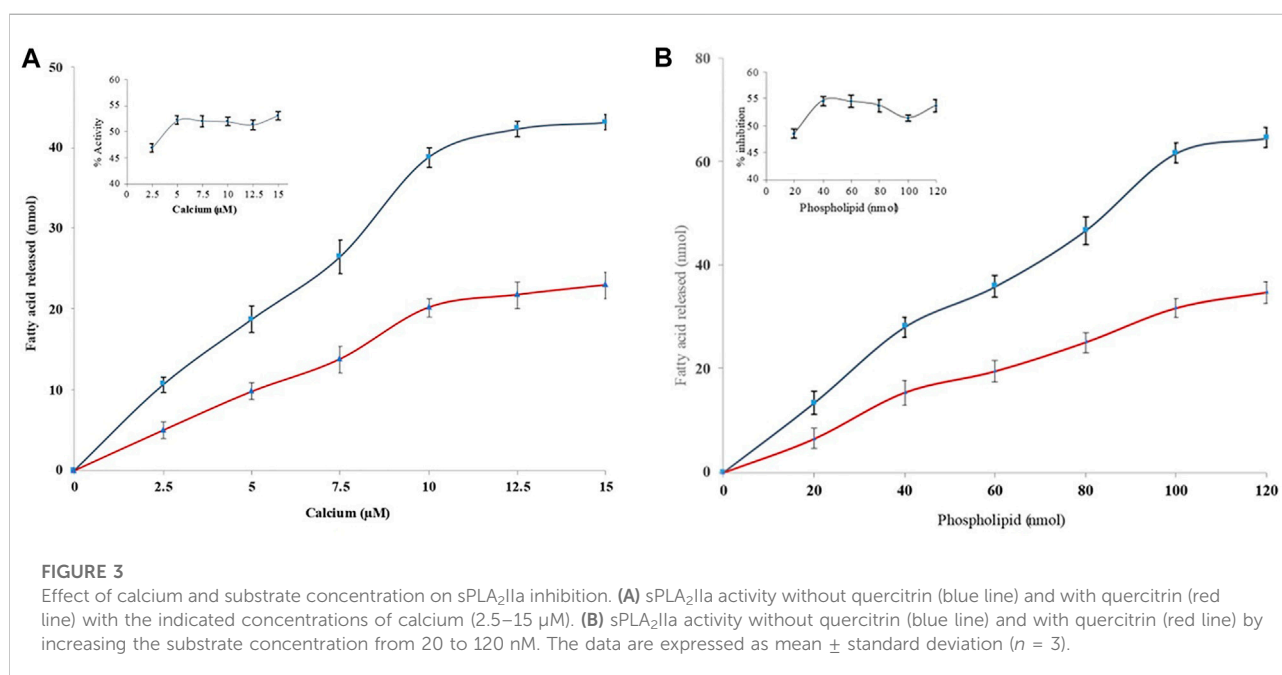 A
B
50
40
30
20
10
0
Fatty acid released (nmol)
0 2.5 5 7.5 10 12.5 15
Calcium (µM)
60
55
50
45
40
% Activity
0 2.5 5 7.5 10 12.5 15
Calcium (µM)
80
60
40
20
0
Fatty acid released (nmol)
0 20 40 60 80 100 120
Phospholipid (nmol)
60
55
50
45
40
% inhibition
0 20 40 60 80 100 120
Phospholipid (nmol)
FIGURE 3
Effect of calcium and substrate concentration on sPLA₂IIa inhibition. (A) sPLA₂IIa activity without quercitrin (blue line) and with quercitrin (red
line) with the indicated concentrations of calcium (2.5–15 µM). (B) sPLA₂IIa activity without quercitrin (blue line) and with quercitrin (red line) by
increasing the substrate concentration from 20 to 120 nM. The data are expressed as mean ± standard deviation (n = 3).